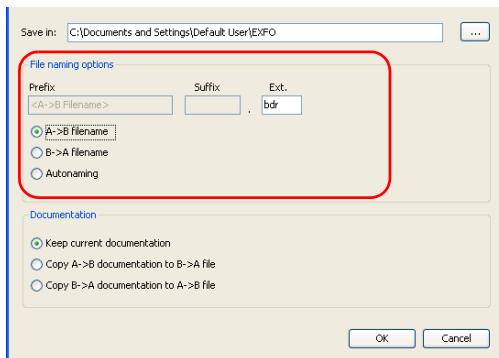 Save in: C:\Documents and Settings\Default User\EXFO ...
File naming options
Prefix Suffix Ext.
<A->B Filename> . bdr
A->B filename
B->A filename
Autonaming
Documentation
Keep current documentation
Copy A->B documentation to B->A file
Copy B->A documentation to A->B file
OK Cancel